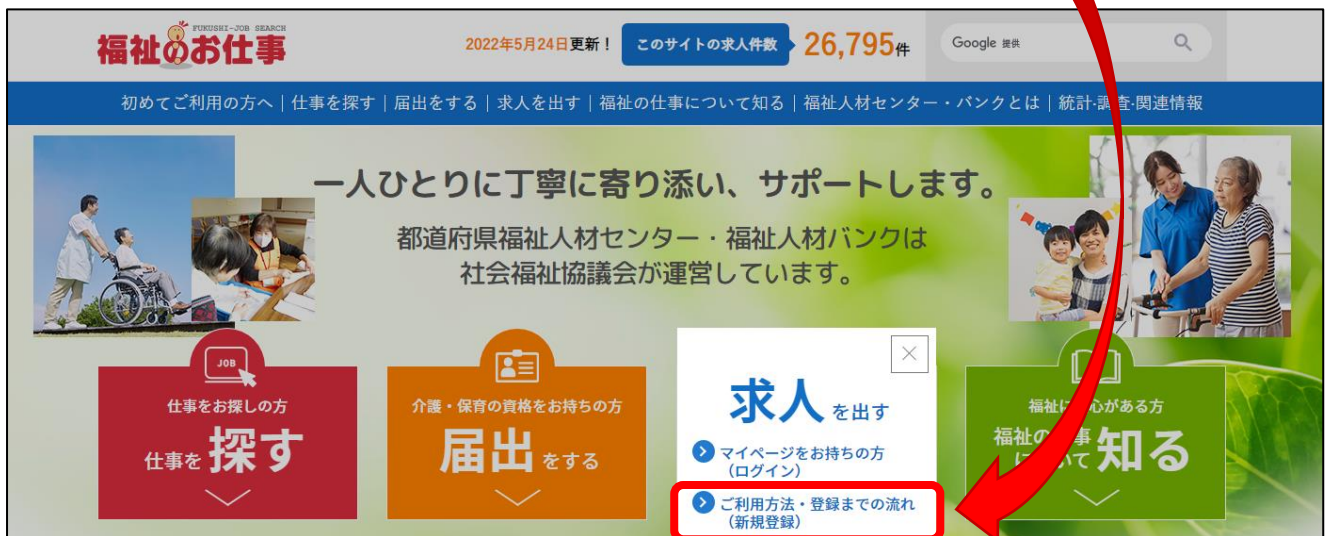 FUKUSHI-JOB SEARCH
福祉のお仕事
2022年5月24日更新！
このサイトの求人件数
26,795件
Google 提供
初めてご利用の方へ｜仕事を探す｜届出をする｜求人を出す｜福祉の仕事について知る｜福祉人材センター・バンクとは｜統計・調査・関連情報
一人ひとりに丁寧に寄り添い、サポートします。
都道府県福祉人材センター・福祉人材バンクは
社会福祉協議会が運営しています。
JOB
仕事をお探しの方
仕事を探す
介護・保育の資格をお持ちの方
届出をする
求人を出す
マイページをお持ちの方
（ログイン）
ご利用方法・登録までの流れ
（新規登録）
福祉に 心がある方
福祉の 事
に いて 知る